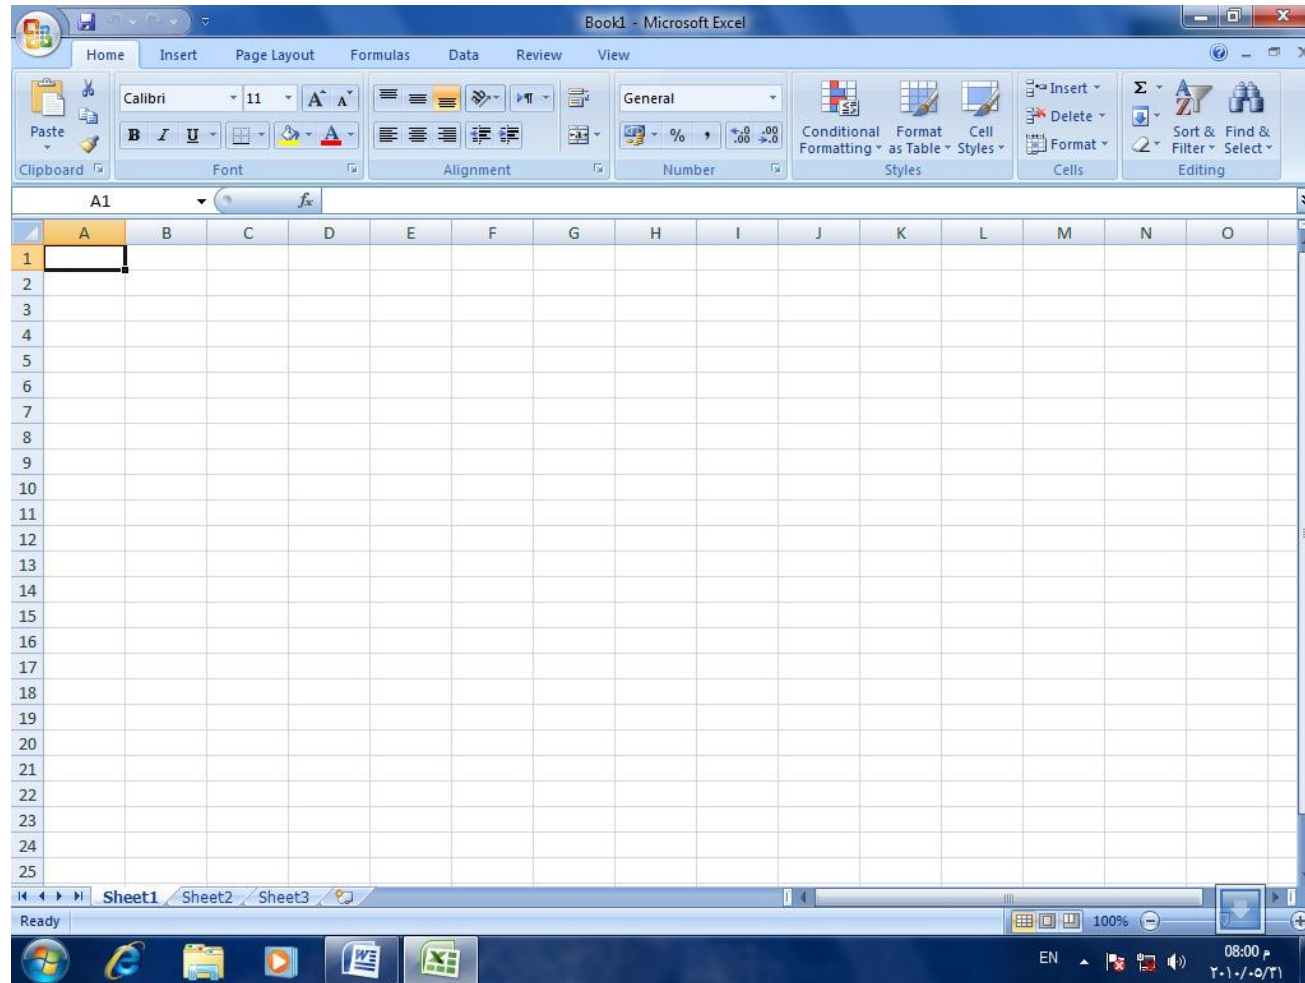 Book1 - Microsoft Excel
Home Insert Page Layout Formulas Data Review View
Calibri 11 General
Paste B I U % Conditional Formatting Format as Table Cell Styles Insert Delete Format Sort & Filter Find & Select
Clipboard Font Alignment Number Styles Cells Editing
A1 fx
A B C D E F G H I J K L M N O
1
2
3
4
5
6
7
8
9
10
11
12
13
14
15
16
17
18
19
20
21
22
23
24
25
Sheet1 Sheet2 Sheet3
Ready 100%
EN 08:00 م
٢٠١٠/٠٥/٣١